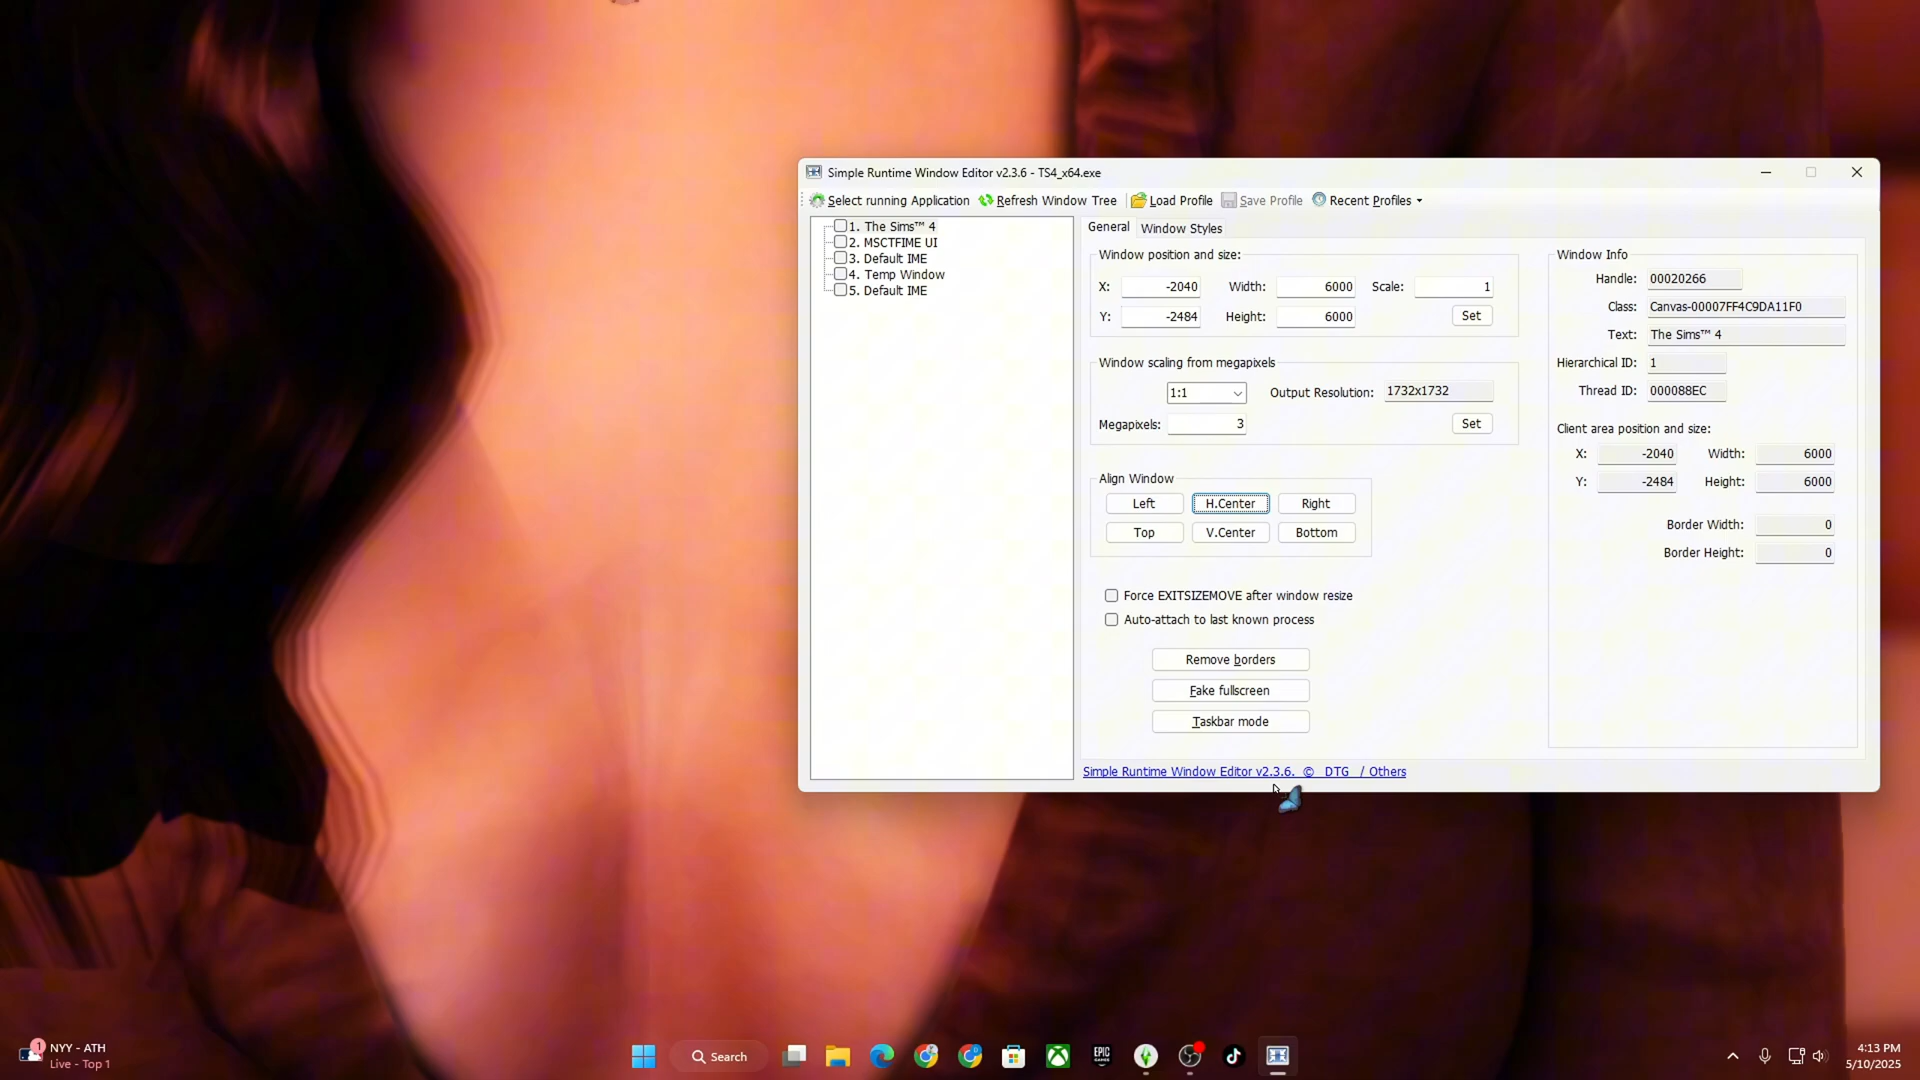 Simple Runtime Window Editor v2.3.6 - TS4_x64.exe
Select running Application Refresh Window Tree Load Profile Save Profile Recent Profiles
1. The Sims™ 4
2. MSCTFIME UI
3. Default IME
4. Temp Window
5. Default IME
General Window Styles
Window position and size:
X: -2040 Width: 6000 Scale: 1
Y: -2484 Height: 6000 Set
Window scaling from megapixels
1:1 Output Resolution: 1732x1732
Megapixels: 3 Set
Align Window
Left H.Center Right
Top V.Center Bottom
Force EXITSIZEMOVE after window resize
Auto-attach to last known process
Remove borders
Fake fullscreen
Taskbar mode
Window Info
Handle: 00020266
Class: Canvas-00007FF4C9DA11F0
Text: The Sims™ 4
Hierarchical ID: 1
Thread ID: 000088EC
Client area position and size:
X: -2040 Width: 6000
Y: -2484 Height: 6000
Border Width: 0
Border Height: 0
Simple Runtime Window Editor v2.3.6. © DTG / Others
1
NYY - ATH
Live - Top 1
Search
EPIC GAMES
4:13 PM
5/10/2025